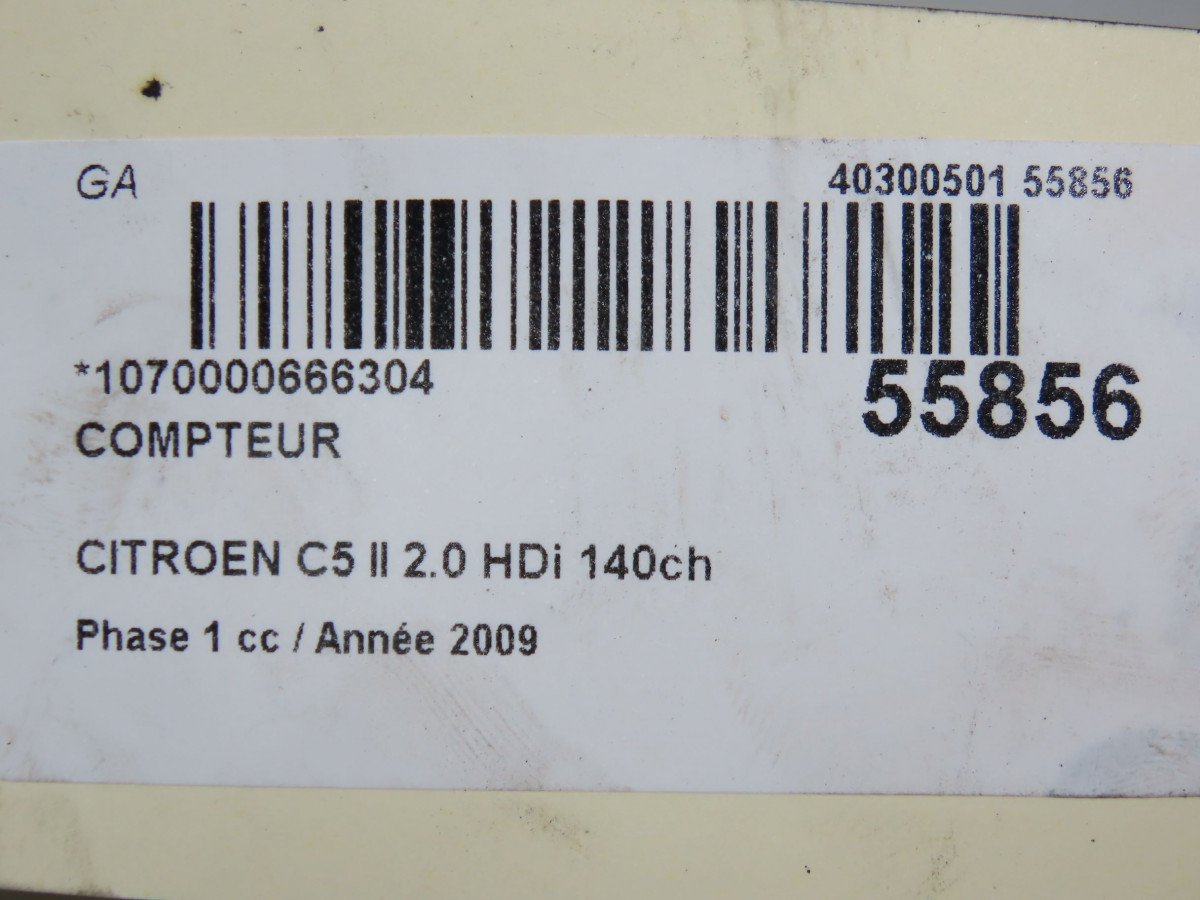 GA 40300501 55856
*1070000666304 55856
COMPTEUR
CITROEN C5 II 2.0 HDi 140ch
Phase 1 cc / Année 2009